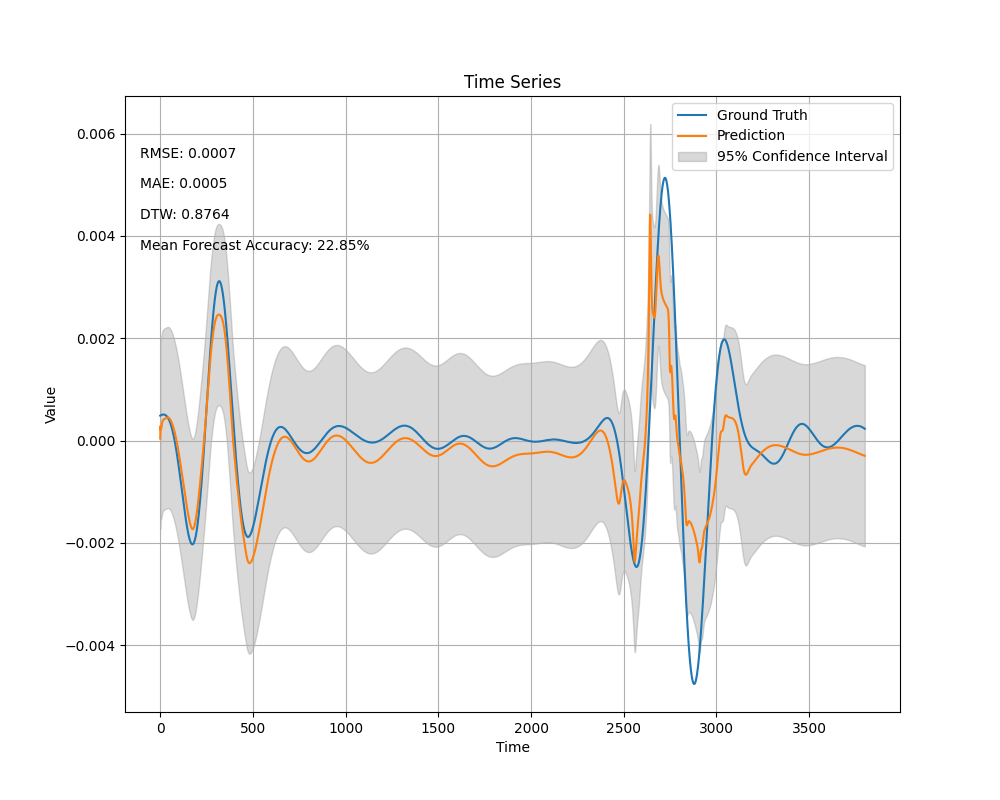 Time Series
Ground Truth
Prediction
95% Confidence Interval
RMSE: 0.0007
MAE: 0.0005
DTW: 0.8764
Mean Forecast Accuracy: 22.85%
Value
0.006
0.004
0.002
0.000
−0.002
−0.004
0 500 1000 1500 2000 2500 3000 3500
Time